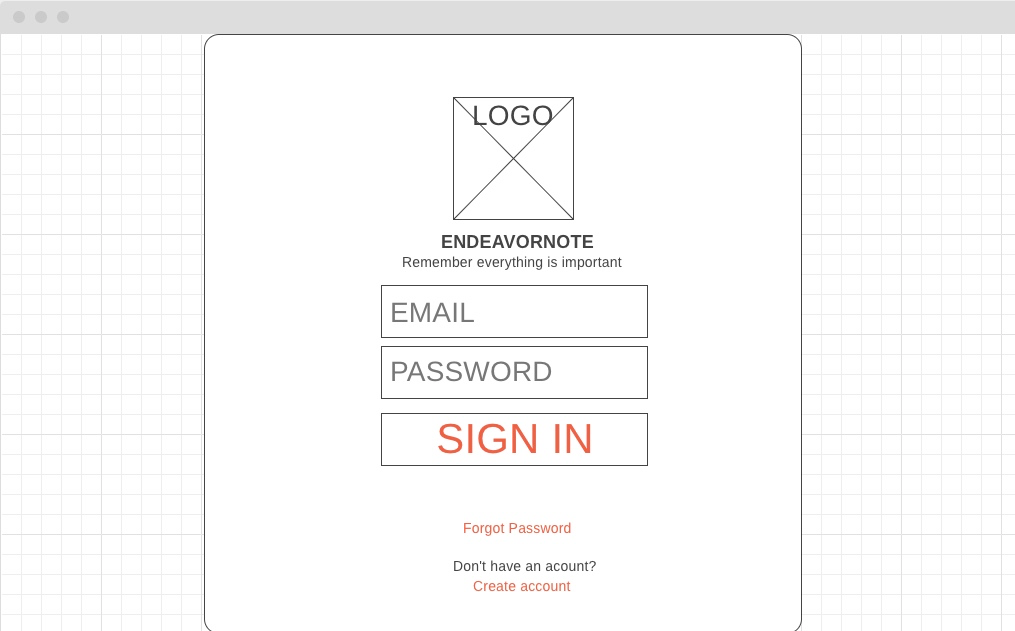 LOGO
ENDEAVORNOTE
Remember everything is important
EMAIL
PASSWORD
SIGN IN
Forgot Password
Don't have an acount?
Create account